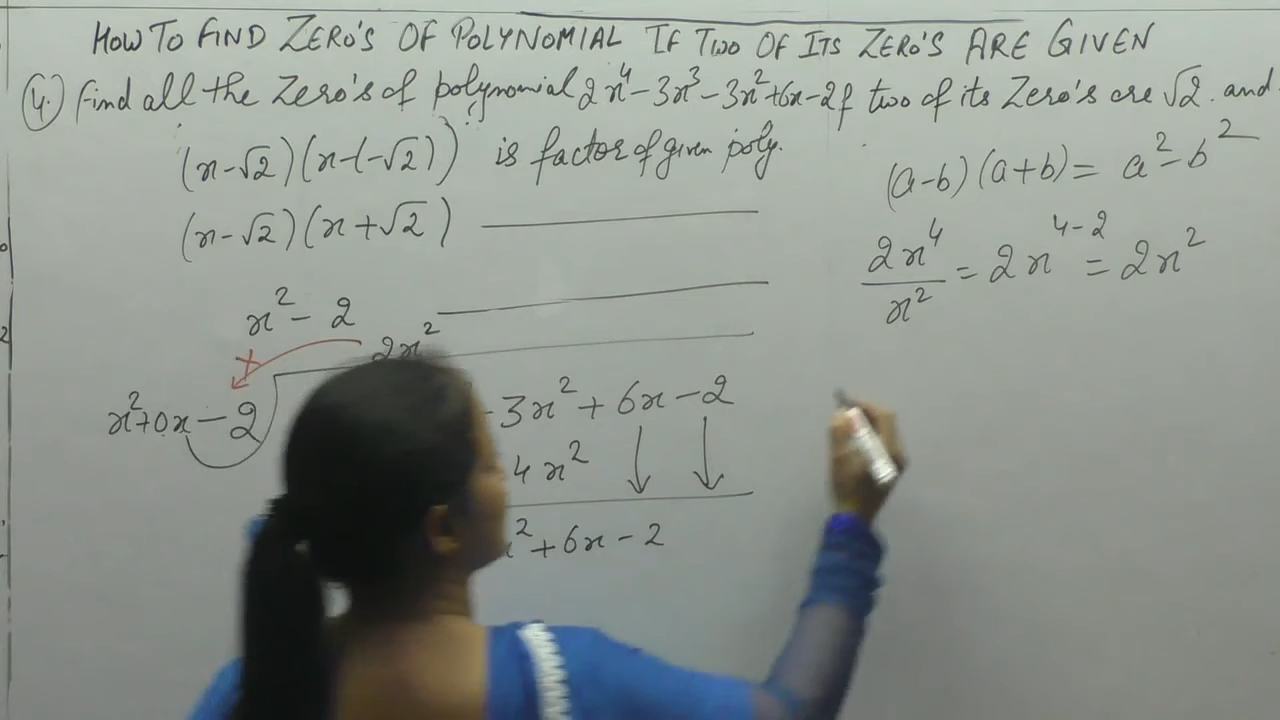 HOW TO FIND ZERO'S OF POLYNOMIAL IF TWO OF ITS ZERO'S ARE GIVEN
(4.) Find all the Zero's of polynomial 2x⁴-3x³-3x²+6x-2 if two of its Zero's are √2. and
(x-√2)(x-(-√2)) is factor of given poly.
(a-b)(a+b) = a²-b²
(x-√2)(x+√2)
2x⁴/x² = 2x⁴⁻² = 2x²
x²-2
2x²
x²+0x-2
-3x²+6x-2
4x²
x²+6x-2